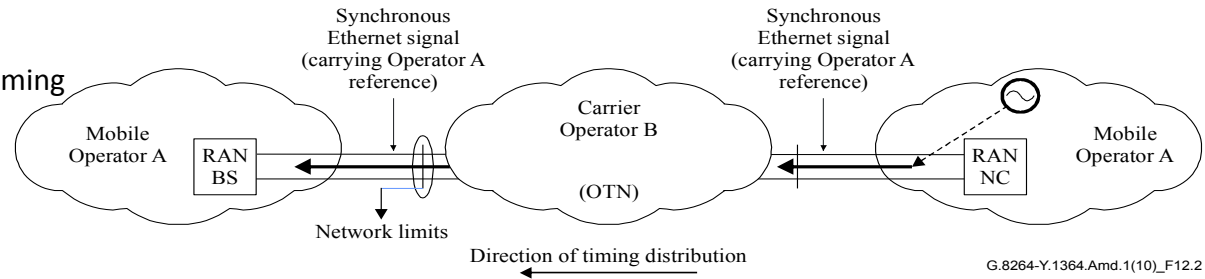 ming
Synchronous
Ethernet signal
(carrying Operator A
reference)
Synchronous
Ethernet signal
(carrying Operator A
reference)
Mobile
Operator A
RAN
BS
Carrier
Operator B
(OTN)
RAN
NC
Mobile
Operator A
Network limits
Direction of timing distribution
G.8264-Y.1364.Amd.1(10)_F12.2